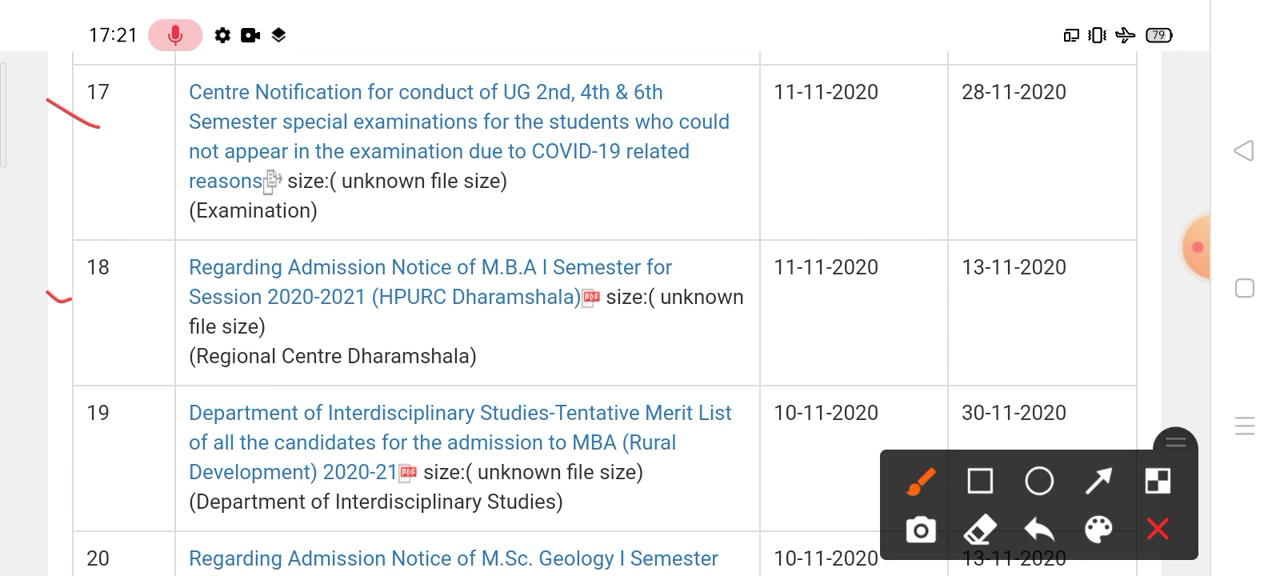 17:21
79
17
Centre Notification for conduct of UG 2nd, 4th & 6th
Semester special examinations for the students who could
not appear in the examination due to COVID-19 related
reasons size:( unknown file size)
(Examination)
11-11-2020
28-11-2020
18
Regarding Admission Notice of M.B.A I Semester for
Session 2020-2021 (HPURC Dharamshala) PDF size:( unknown
file size)
(Regional Centre Dharamshala)
11-11-2020
13-11-2020
19
Department of Interdisciplinary Studies-Tentative Merit List
of all the candidates for the admission to MBA (Rural
Development) 2020-21 PDF size:( unknown file size)
(Department of Interdisciplinary Studies)
10-11-2020
30-11-2020
20
Regarding Admission Notice of M.Sc. Geology I Semester
10-11-2020
13-11-2020